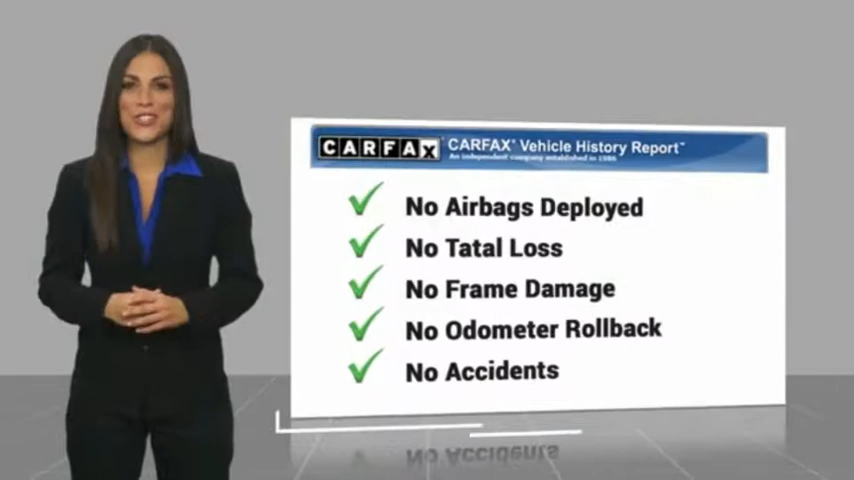 CARFAX CARFAX® Vehicle History Report™
An independent company established in 1986
No Airbags Deployed
No Tatal Loss
No Frame Damage
No Odometer Rollback
No Accidents